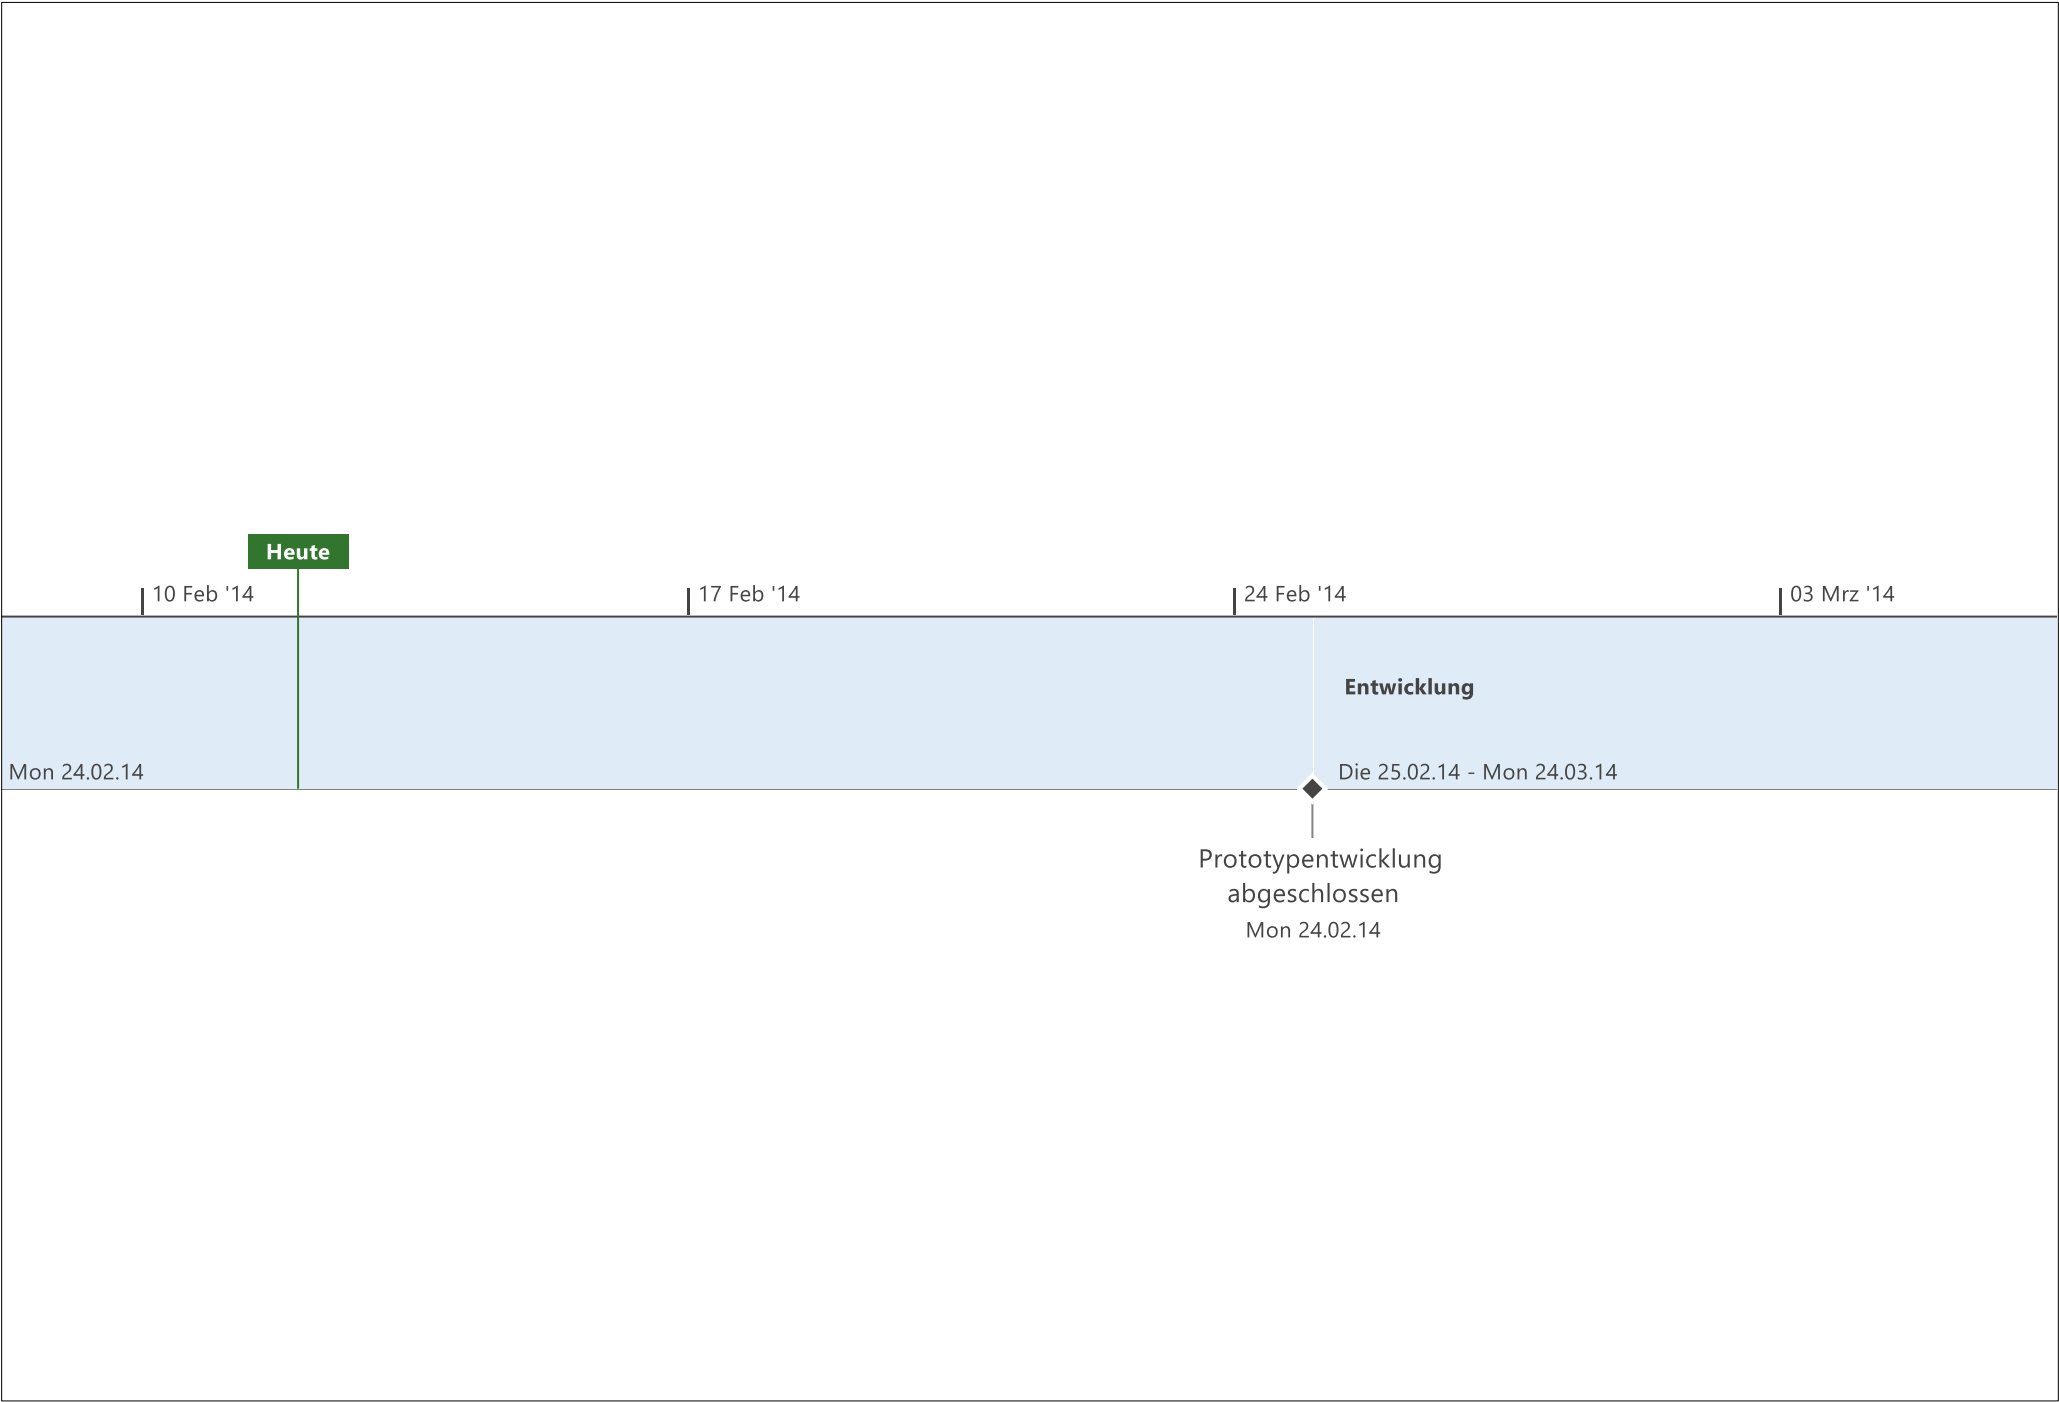 Heute
10 Feb '14
17 Feb '14
24 Feb '14
03 Mrz '14
Entwicklung
Mon 24.02.14
Die 25.02.14 - Mon 24.03.14
Prototypentwicklung
abgeschlossen
Mon 24.02.14